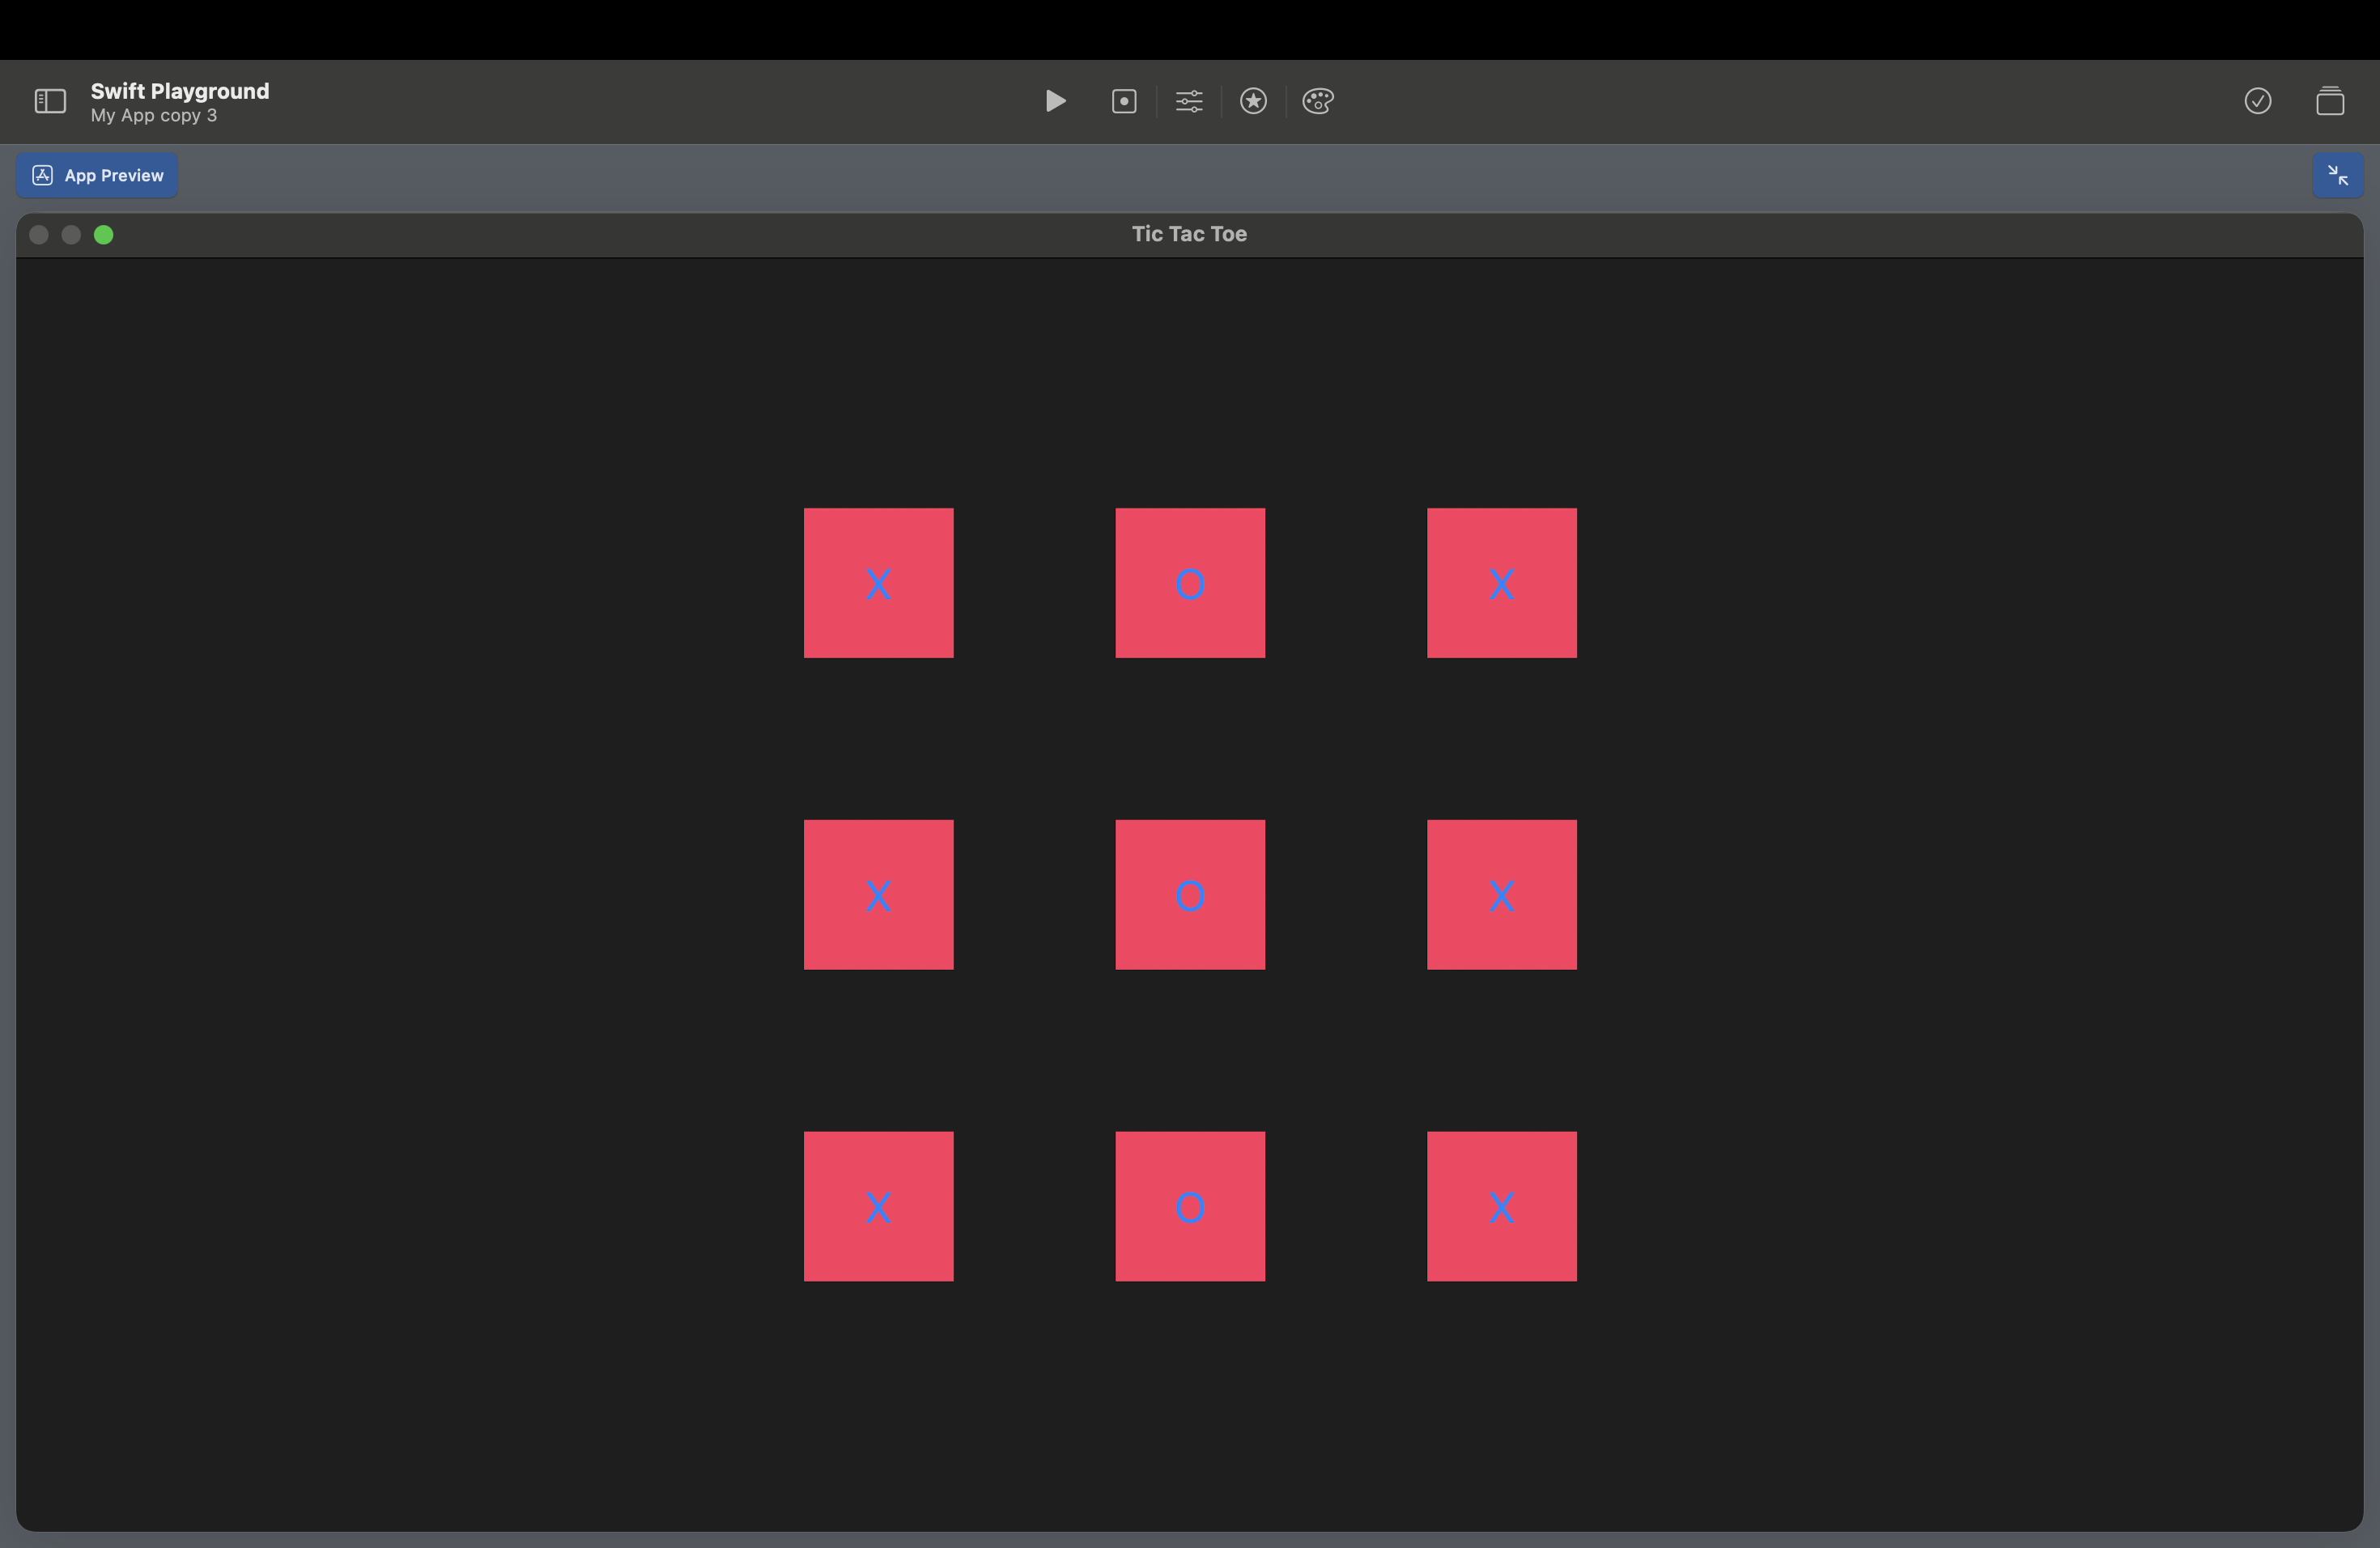 Swift Playground
My App copy 3
App Preview
Tic Tac Toe
X O X
X O X
X O X